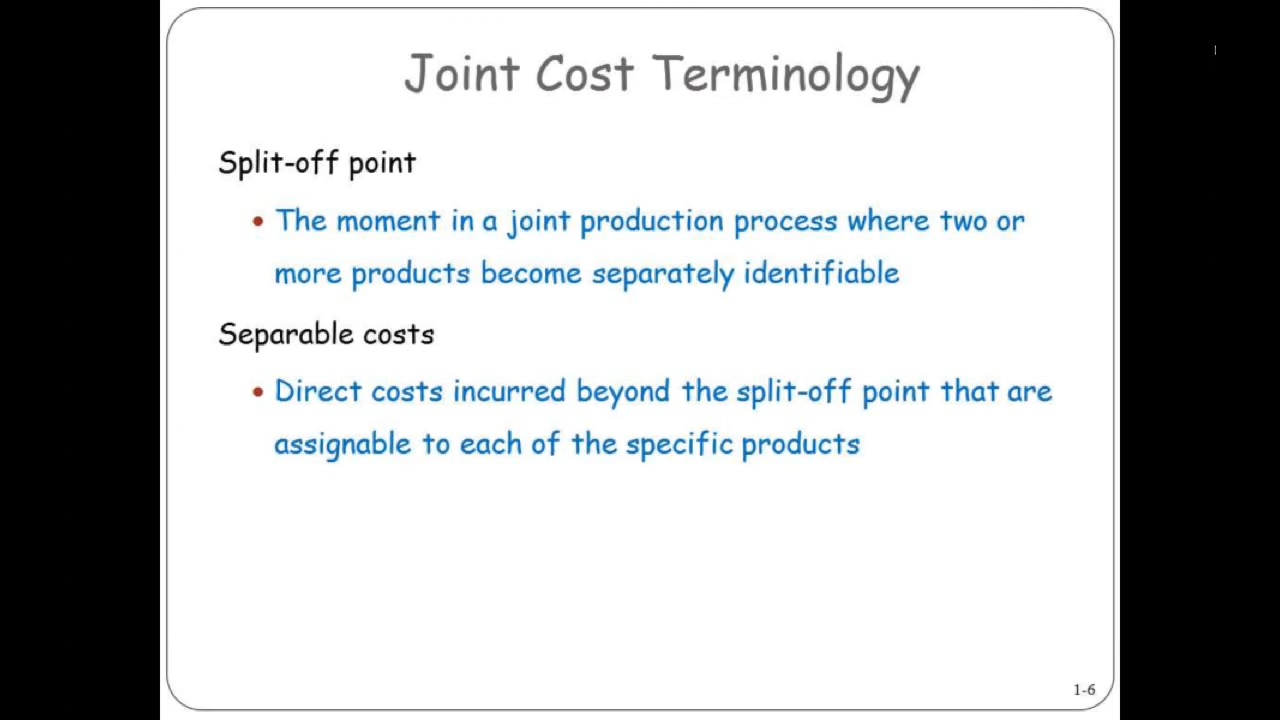 Joint Cost Terminology
Split-off point
• The moment in a joint production process where two or
more products become separately identifiable
Separable costs
• Direct costs incurred beyond the split-off point that are
assignable to each of the specific products
1-6